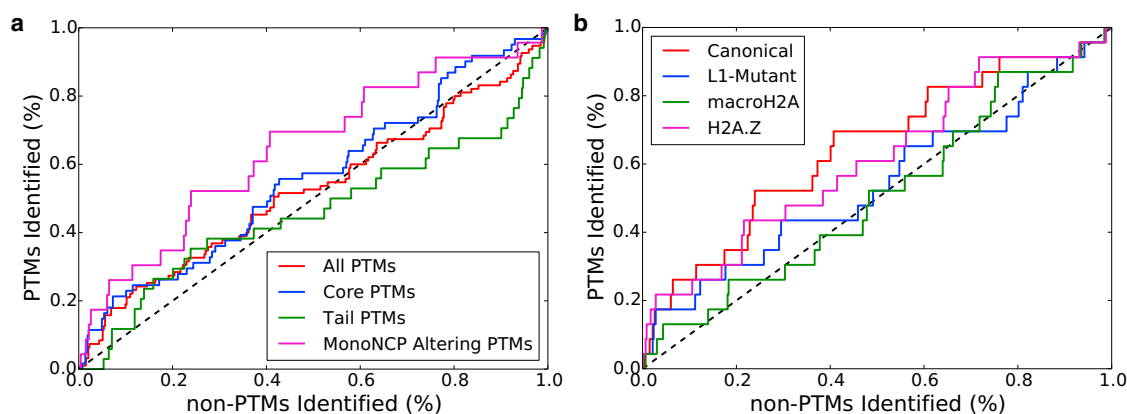 a
1.0
0.8
0.6
0.4
0.2
0.0
PTMs Identified (%)
All PTMs
Core PTMs
Tail PTMs
MonoNCP Altering PTMs
0.0
0.2
0.4
0.6
0.8
1.0
non-PTMs Identified (%)
b
1.0
0.8
0.6
0.4
0.2
0.0
PTMs Identified (%)
Canonical
L1-Mutant
macroH2A
H2A.Z
0.0
0.2
0.4
0.6
0.8
1.0
non-PTMs Identified (%)